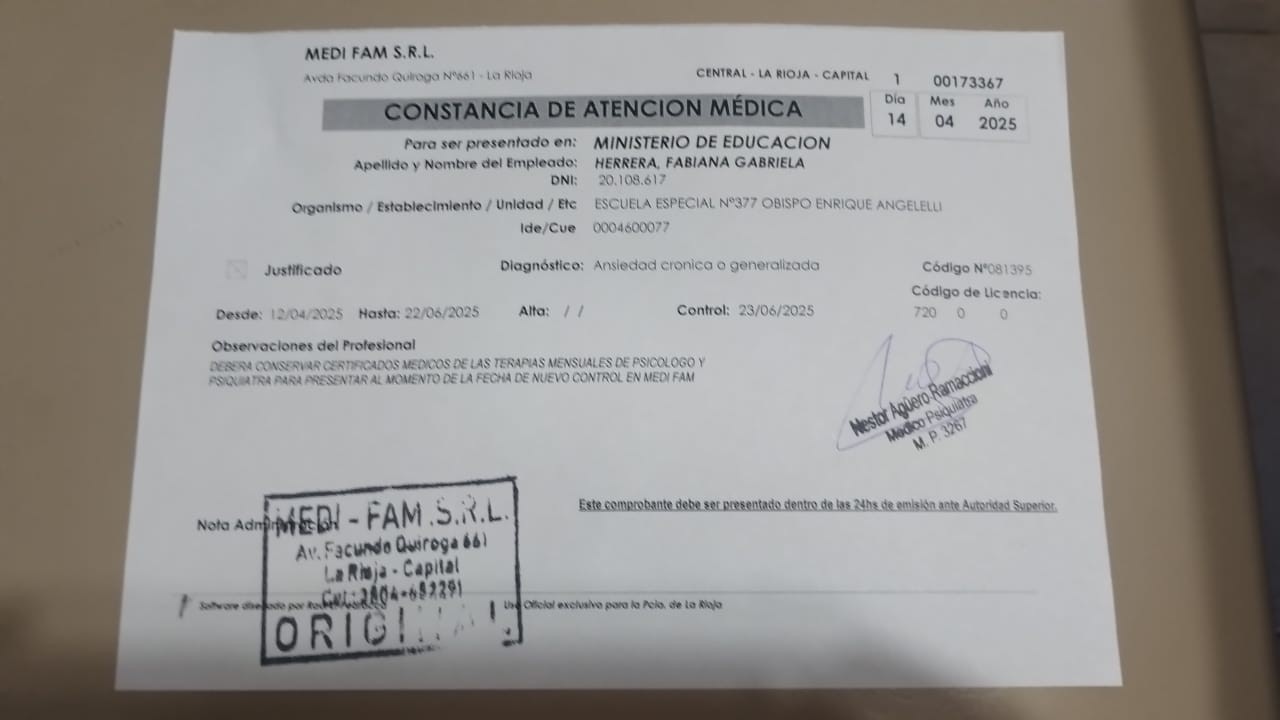 MEDI FAM S.R.L.
Avda Facundo Quiroga Nº661 - La Rioja
CENTRAL - LA RIOJA - CAPITAL 1 00173367
CONSTANCIA DE ATENCION MÉDICA
Día Mes Año
14 04 2025
Para ser presentado en: MINISTERIO DE EDUCACION
Apellido y Nombre del Empleado: HERRERA, FABIANA GABRIELA
DNI: 20.108.617
Organismo / Establecimiento / Unidad / Etc ESCUELA ESPECIAL Nº377 OBISPO ENRIQUE ANGELELLI
Ide/Cue 0004600077
Justificado Diagnóstico: Ansiedad cronica o generalizada Código Nº081395
Código de Licencia:
720 0 0
Desde: 12/04/2025 Hasta: 22/06/2025 Alta: / / Control: 23/06/2025
Observaciones del Profesional
DEBERA CONSERVAR CERTIFICADOS MEDICOS DE LAS TERAPIAS MENSUALES DE PSICOLOGO Y
PSIQUIATRA PARA PRESENTAR AL MOMENTO DE LA FECHA DE NUEVO CONTROL EN MEDI FAM
Nestor Agüero Ramaccioni
Médico Psiquiatra
M. P. 3267
Este comprobante debe ser presentado dentro de las 24hs de emisión ante Autoridad Superior.
Nota
MEDI - FAM .S.R.L.
Av. Facundo Quiroga 661
La Rioja - Capital
Software por
Uso Oficial exclusivo para la Pcia. de La Rioja